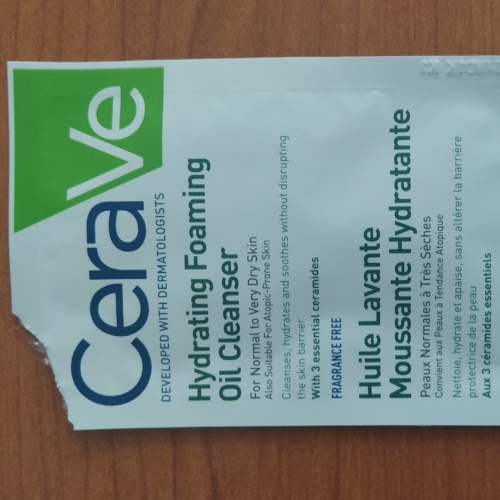 CeraVe
DEVELOPED WITH DERMATOLOGISTS
Hydrating Foaming
Oil Cleanser
For Normal to Very Dry Skin
Also Suitable For Atopic-Prone Skin
Cleanses, hydrates and soothes without disrupting
the skin barrier
With 3 essential ceramides
FRAGRANCE FREE
Huile Lavante
Moussante Hydratante
Peaux Normales à Très Sèches
Convient aux Peaux à Tendance Atopique
Nettoie, hydrate et apaise, sans altérer la barrière
protectrice de la peau
Aux 3 céramides essentiels